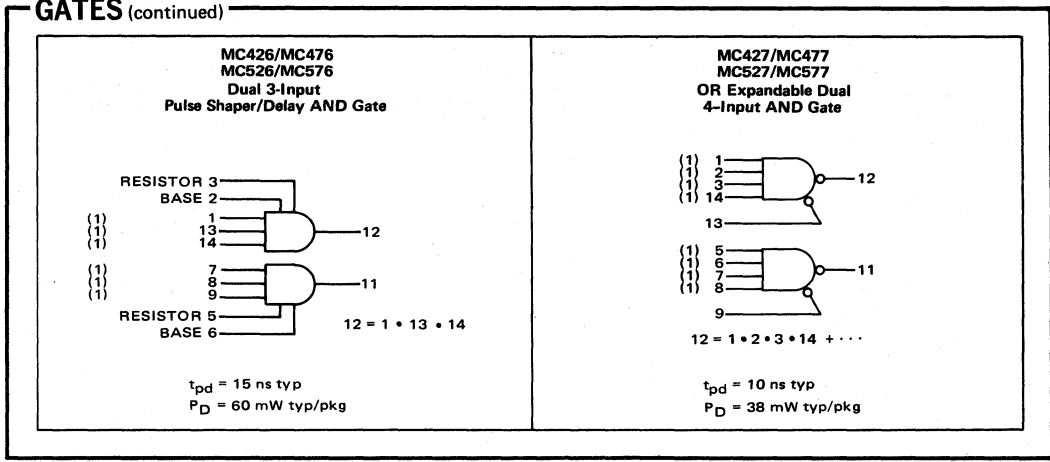 GATES (continued)
MC426/MC476
MC526/MC576
Dual 3-Input
Pulse Shaper/Delay AND Gate
RESISTOR 3
BASE 2
(1) 1
(1) 13
(1) 14
12
(1) 7
(1) 8
(1) 9
11
RESISTOR 5
BASE 6
12 = 1 • 13 • 14
tpd = 15 ns typ
PD = 60 mW typ/pkg
MC427/MC477
MC527/MC577
OR Expandable Dual
4–Input AND Gate
(1) 1
(1) 2
(1) 3
(1) 14
12
13
(1) 5
(1) 6
(1) 7
(1) 8
11
9
12 = 1 • 2 • 3 • 14 + · · ·
tpd = 10 ns typ
PD = 38 mW typ/pkg